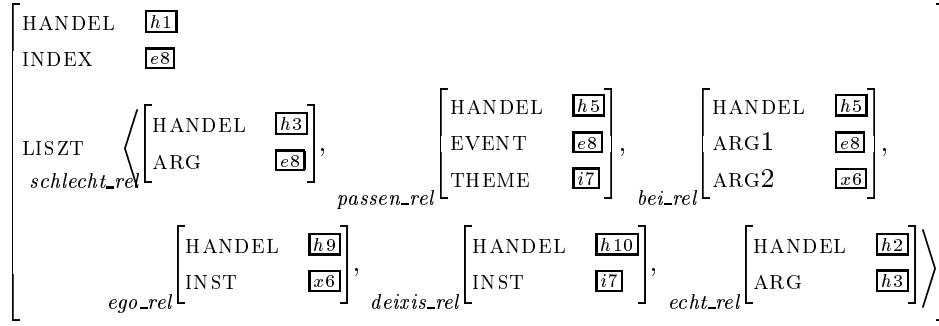 HANDEL h1
INDEX e8
HANDEL h5 HANDEL h5
HANDEL h3
LISZT ⟨ , EVENT e8 , ARG1 e8 ,
ARG e8
schlecht_rel THEME i7 ARG2 x6
passen_rel bei_rel
HANDEL h9 HANDEL h10 HANDEL h2
, ,
INST x6 INST i7 ARG h3 ⟩
ego_rel deixis_rel echt_rel